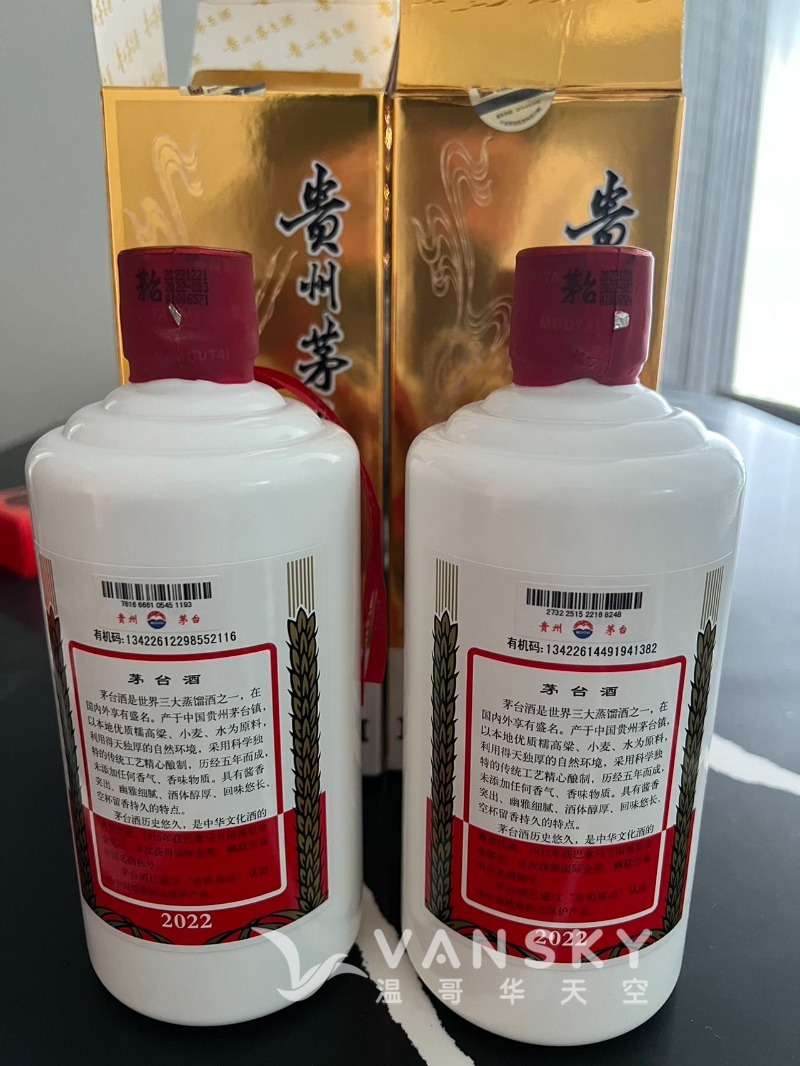 贵州茅
贵
茅台
20221221
MOUTAI
茅台
MOUTAI
7816 6661 0545 1193
贵州 茅台
有机码:13422612298552116
茅台酒
茅台酒是世界三大蒸馏酒之一，在
国内外享有盛名。产于中国贵州茅台镇，
以本地优质糯高粱、小麦、水为原料，
利用得天独厚的自然环境，采用科学独
特的传统工艺精心酿制，历经五年而成，
未添加任何香气、香味物质。具有酱香
突出、幽雅细腻、酒体醇厚、回味悠长、
空杯留香持久的特点。
茅台酒历史悠久，是中华文化酒的
2022
2732 2515 2216 8248
贵州 茅台
有机码:13422614491941382
茅台酒
茅台酒是世界三大蒸馏酒之一，在
国内外享有盛名。产于中国贵州茅台镇，
以本地优质糯高粱、小麦、水为原料，
利用得天独厚的自然环境，采用科学独
特的传统工艺精心酿制，历经五年而成，
未添加任何香气、香味物质。具有酱香
突出、幽雅细腻、酒体醇厚、回味悠长、
空杯留香持久的特点。
茅台酒历史悠久，是中华文化酒的
2022
VANSKY
温哥华天空